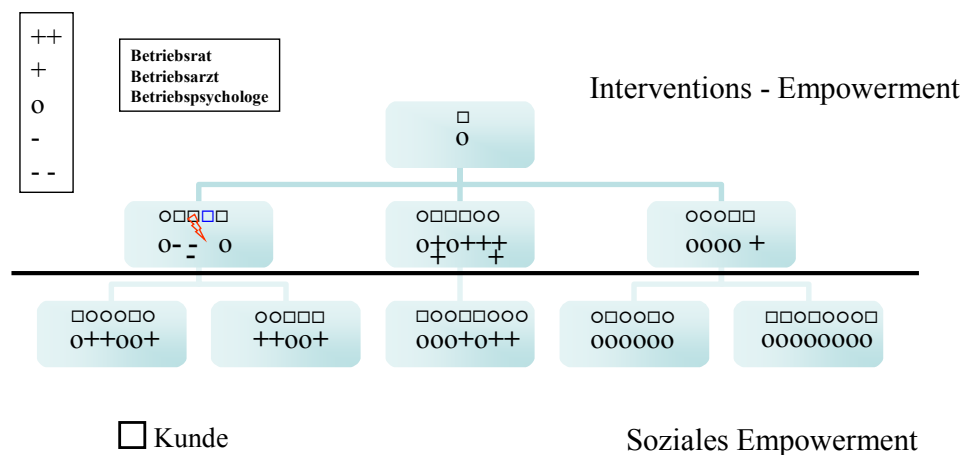 ++
+
o
-
- -
Betriebsrat
Betriebsarzt
Betriebspsychologe
Interventions - Empowerment
□
o
○□□□□
o- -   o
-
○□□□○○
o++o+++
+ +
○○○□□
oooo +
□○○○□○
o++oo+
○○□□□
++oo+
□○○□□○○○
ooo+o++
○□○○□○
oooooo
□□○□○○○□
oooooooo
□ Kunde
Soziales Empowerment